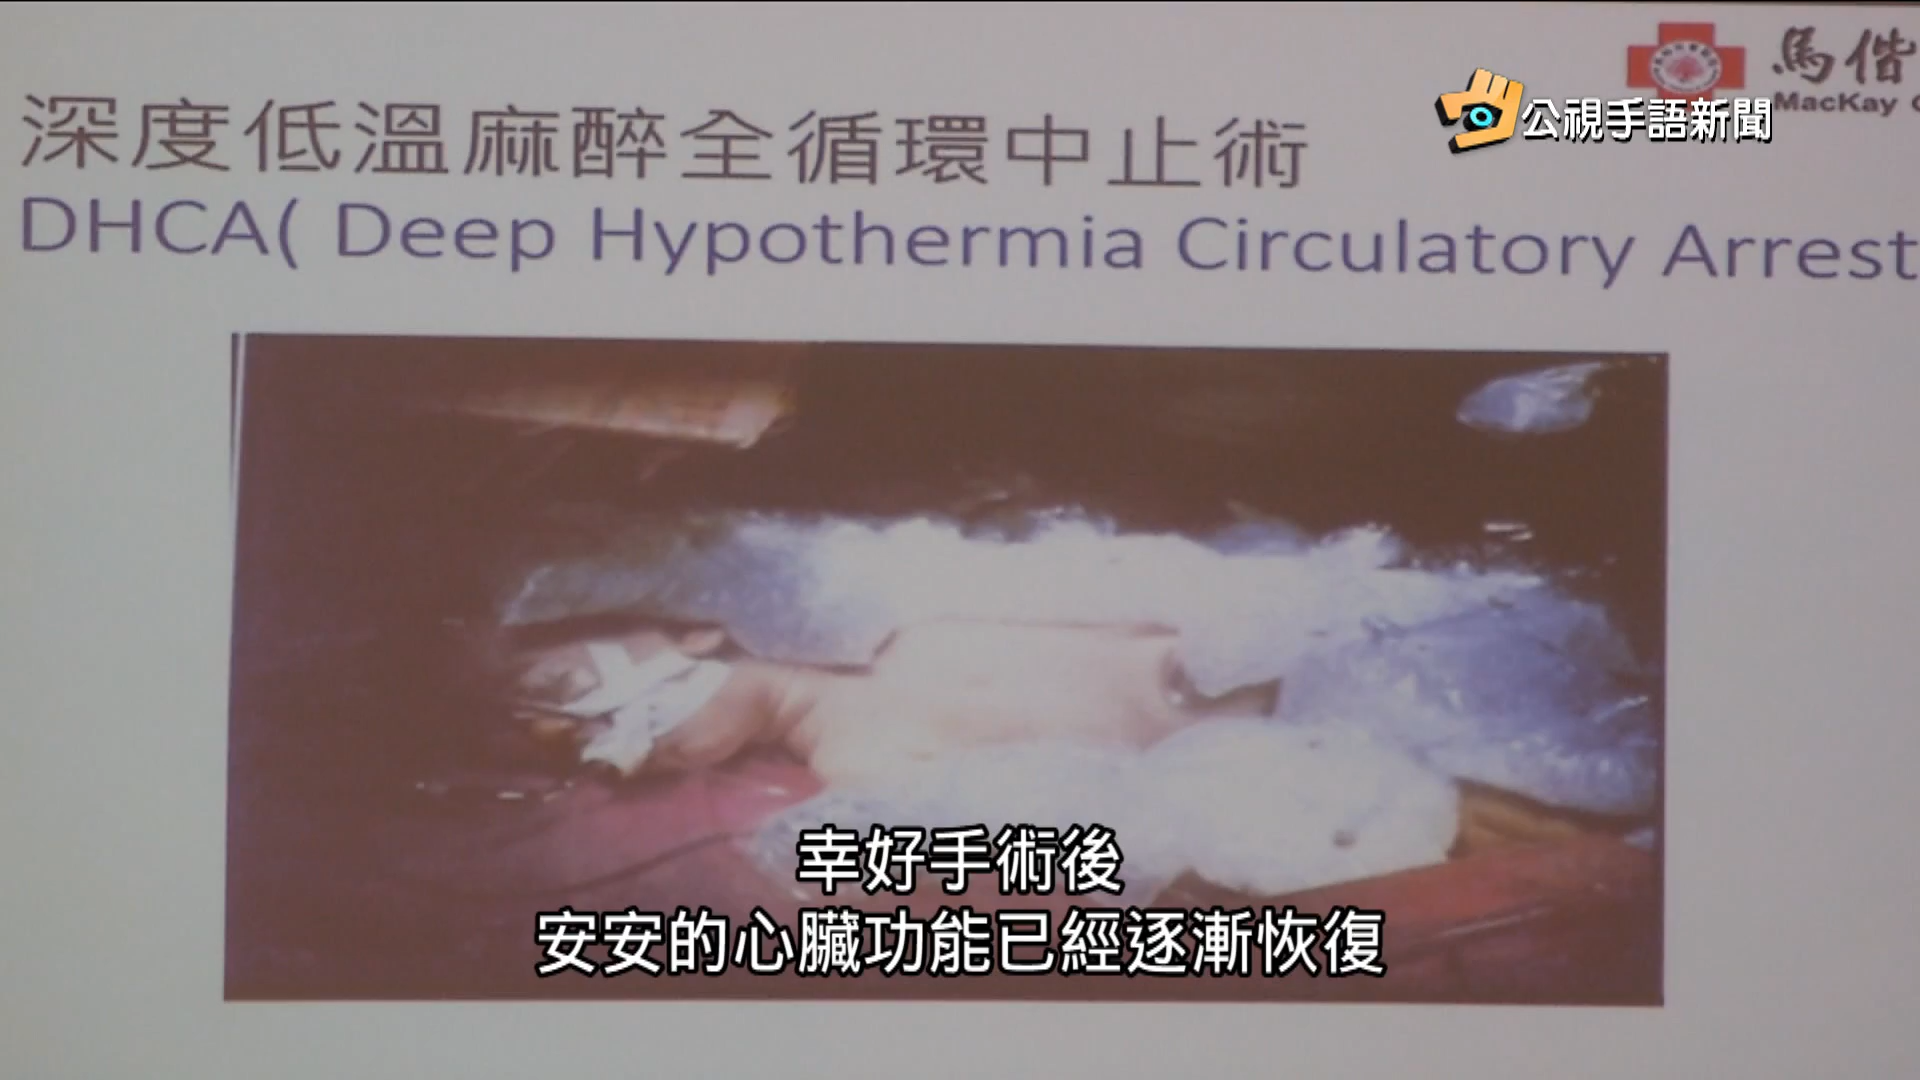 馬偕
MacKay
公視手語新聞
深度低溫麻醉全循環中止術
DHCA( Deep Hypothermia Circulatory Arrest
幸好手術後
安安的心臟功能已經逐漸恢復